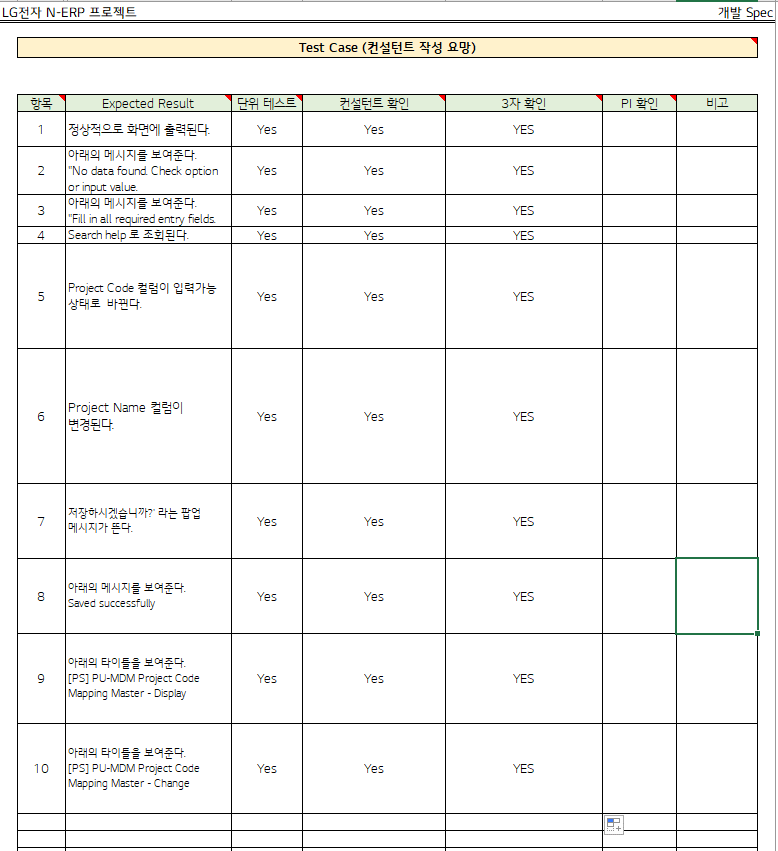 LG전자 N-ERP 프로젝트 개발 Spec
Test Case (컨설턴트 작성 요망)
항목 Expected Result 단위 테스트 컨설턴트 확인 3자 확인 PI 확인 비고
1 정상적으로 화면에 출력된다. Yes Yes YES
아래의 메시지를 보여준다.
2 "No data found. Check option Yes Yes YES
or input value.
아래의 메시지를 보여준다.
3 "Fill in all required entry fields. Yes Yes YES
4 Search help 로 조회된다. Yes Yes YES
5 Project Code 컬럼이 입력가능 Yes Yes YES
상태로 바뀐다.
6 Project Name 컬럼이 Yes Yes YES
변경된다.
7 저장하시겠습니까?' 라는 팝업 Yes Yes YES
메시지가 뜬다.
8 아래의 메시지를 보여준다. Yes Yes YES
Saved successfully
아래의 타이틀을 보여준다.
9 [PS] PU-MDM Project Code Yes Yes YES
Mapping Master - Display
아래의 타이틀을 보여준다.
10 [PS] PU-MDM Project Code Yes Yes YES
Mapping Master - Change